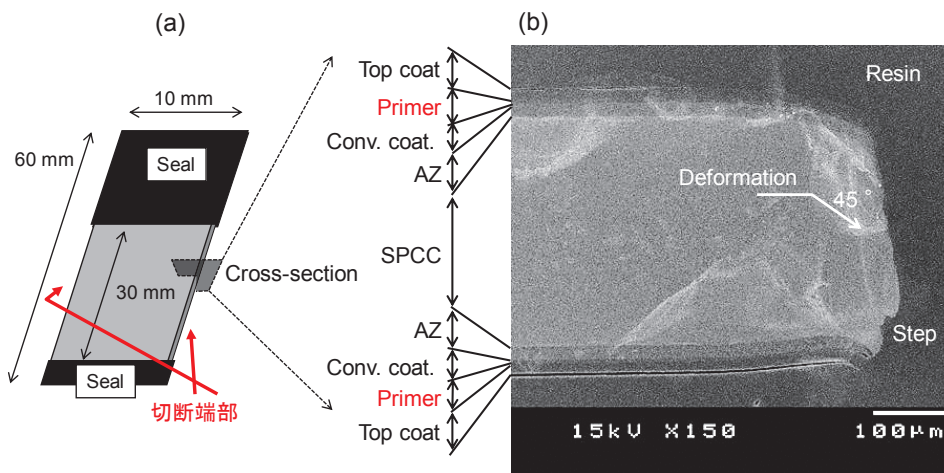 (a)
(b)
10 mm
60 mm
Seal
30 mm
Cross-section
Seal
切断端部
Top coat
Primer
Conv. coat.
AZ
SPCC
AZ
Conv. coat.
Primer
Top coat
Resin
Deformation
45°
Step
15kV X150 100μm